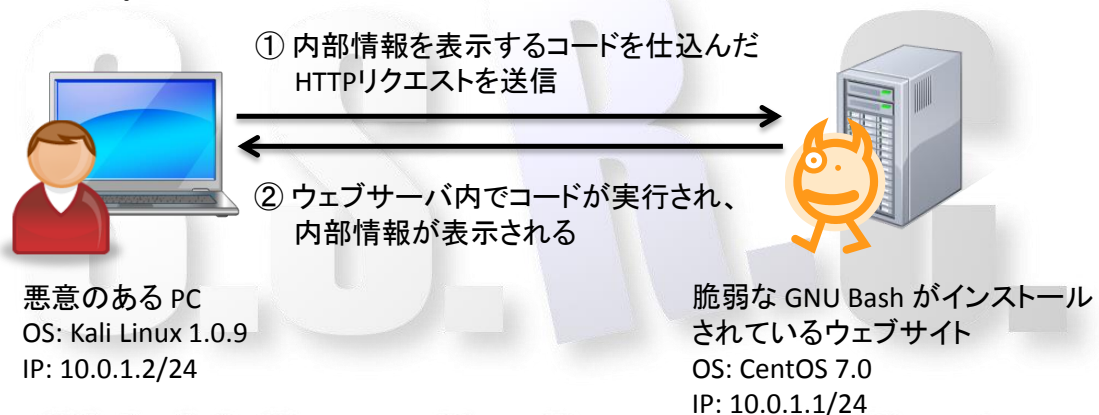 ① 内部情報を表示するコードを仕込んだ
HTTPリクエストを送信
② ウェブサーバ内でコードが実行され、
内部情報が表示される
悪意のある PC
OS: Kali Linux 1.0.9
IP: 10.0.1.2/24
脆弱な GNU Bash がインストール
されているウェブサイト
OS: CentOS 7.0
IP: 10.0.1.1/24